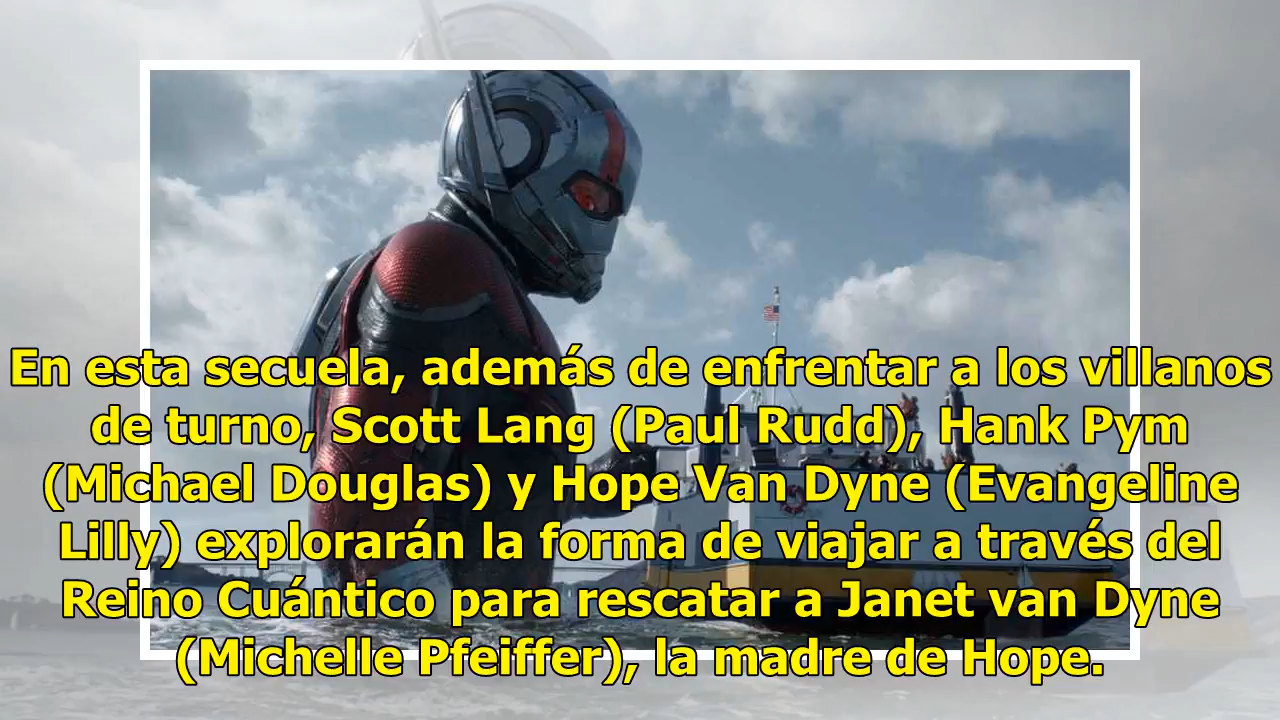 En esta secuela, además de enfrentar a los villanos
de turno, Scott Lang (Paul Rudd), Hank Pym
(Michael Douglas) y Hope Van Dyne (Evangeline
Lilly) explorarán la forma de viajar a través del
Reino Cuántico para rescatar a Janet van Dyne
(Michelle Pfeiffer), la madre de Hope.